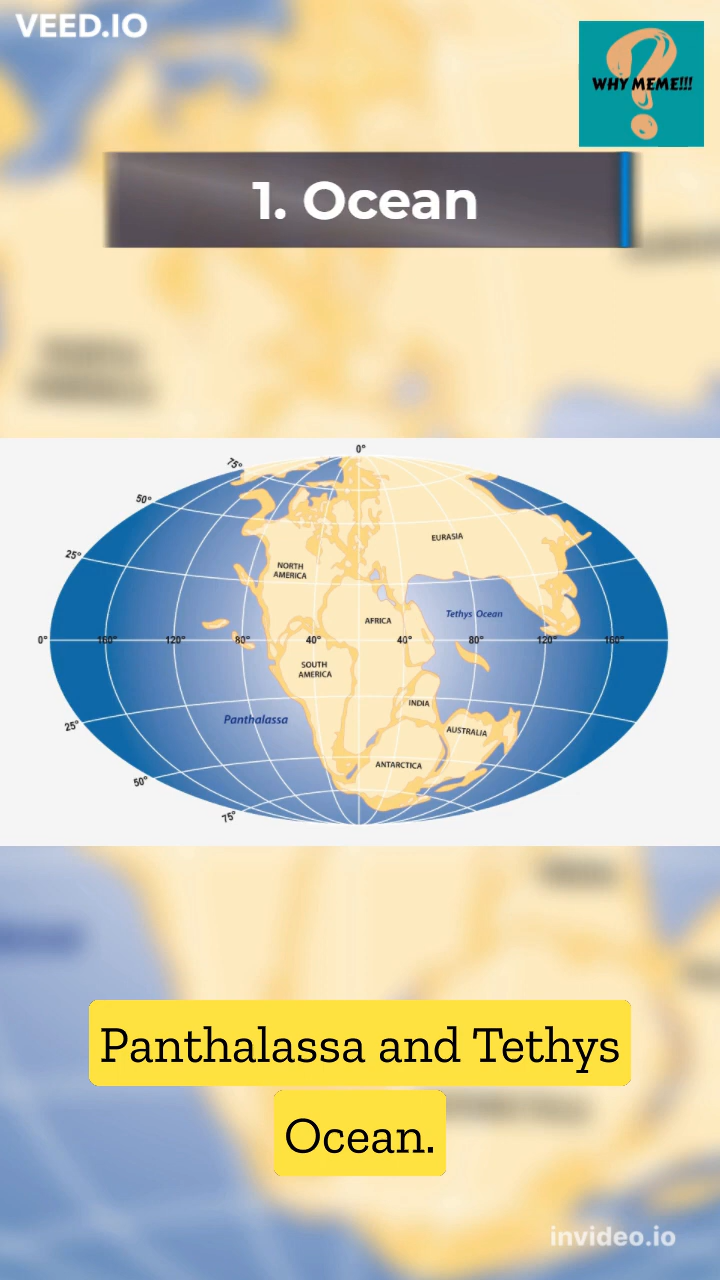 VEED.IO
WHY MEME!!!
1. Ocean
0°
75°
50°
25°
EURASIA
NORTH
AMERICA
Tethys Ocean
AFRICA
0° 160° 120° 80° 40° 40° 80° 120° 160°
SOUTH
AMERICA
INDIA
Panthalassa
AUSTRALIA
25°
ANTARCTICA
50°
75°
Panthalassa and Tethys
Ocean.
invideo.io